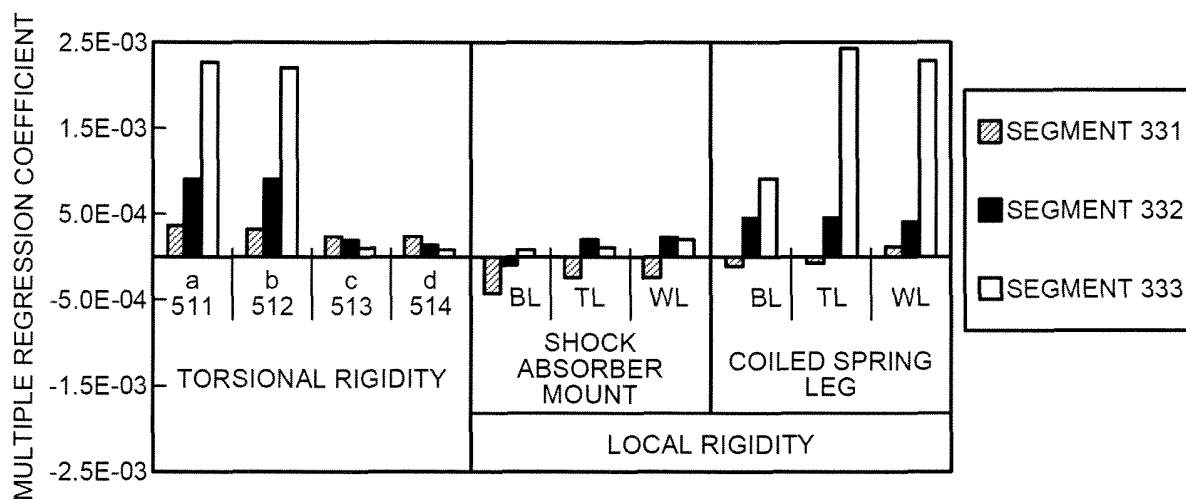 MULTIPLE REGRESSION COEFFICIENT
2.5E-03
1.5E-03
5.0E-04
-5.0E-04
-1.5E-03
-2.5E-03
a b c d
511 512 513 514
BL TL WL
BL TL WL
TORSIONAL RIGIDITY
SHOCK
ABSORBER
MOUNT
COILED SPRING
LEG
LOCAL RIGIDITY
SEGMENT 331
SEGMENT 332
SEGMENT 333